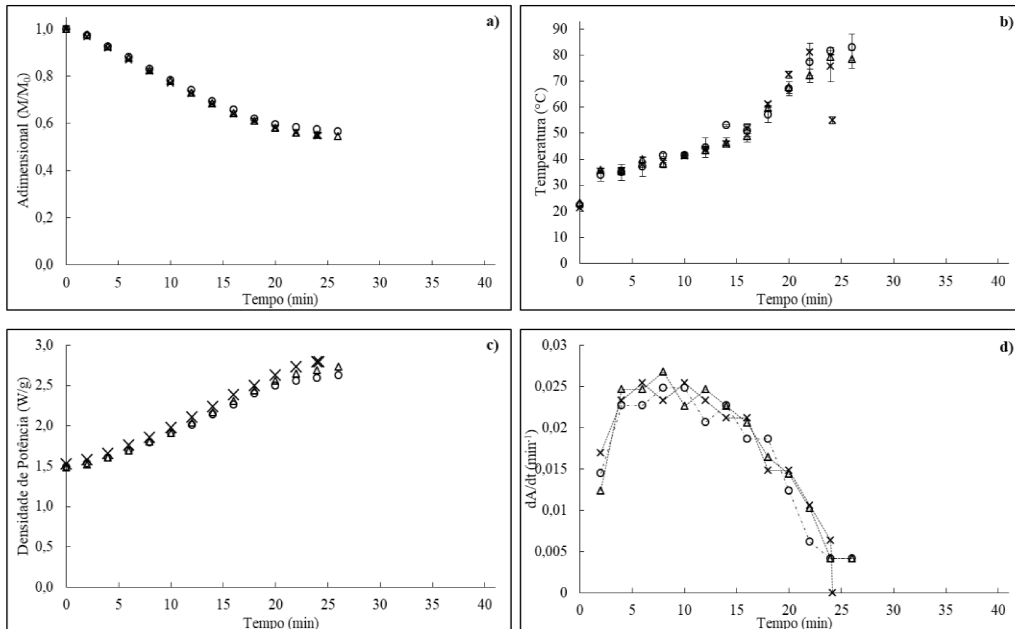 a)
Adimensional (M/M₀)
1,0
0,8
0,6
0,4
0,2
0,0
0 5 10 15 20 25 30 35 40
Tempo (min)
b)
Temperatura (°C)
90
80
70
60
50
40
30
20
10
0
0 5 10 15 20 25 30 35 40
Tempo (min)
c)
Densidade de Potência (W/g)
3,0
2,5
2,0
1,5
1,0
0,5
0,0
0 5 10 15 20 25 30 35 40
Tempo (min)
d)
dA/dt (min⁻¹)
0,03
0,025
0,02
0,015
0,01
0,005
0
0 5 10 15 20 25 30 35 40
Tempo (min)